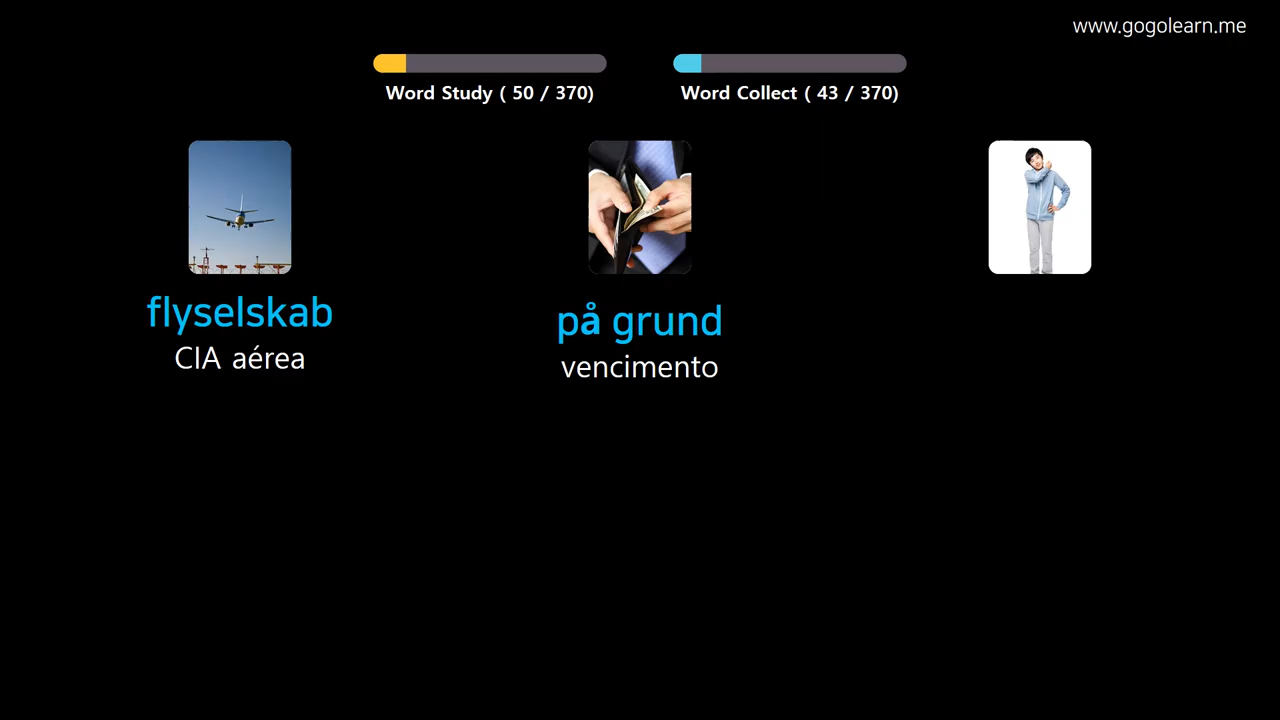 www.gogolearn.me
Word Study ( 50 / 370)
Word Collect ( 43 / 370)
flyselskab
CIA aérea
på grund
vencimento